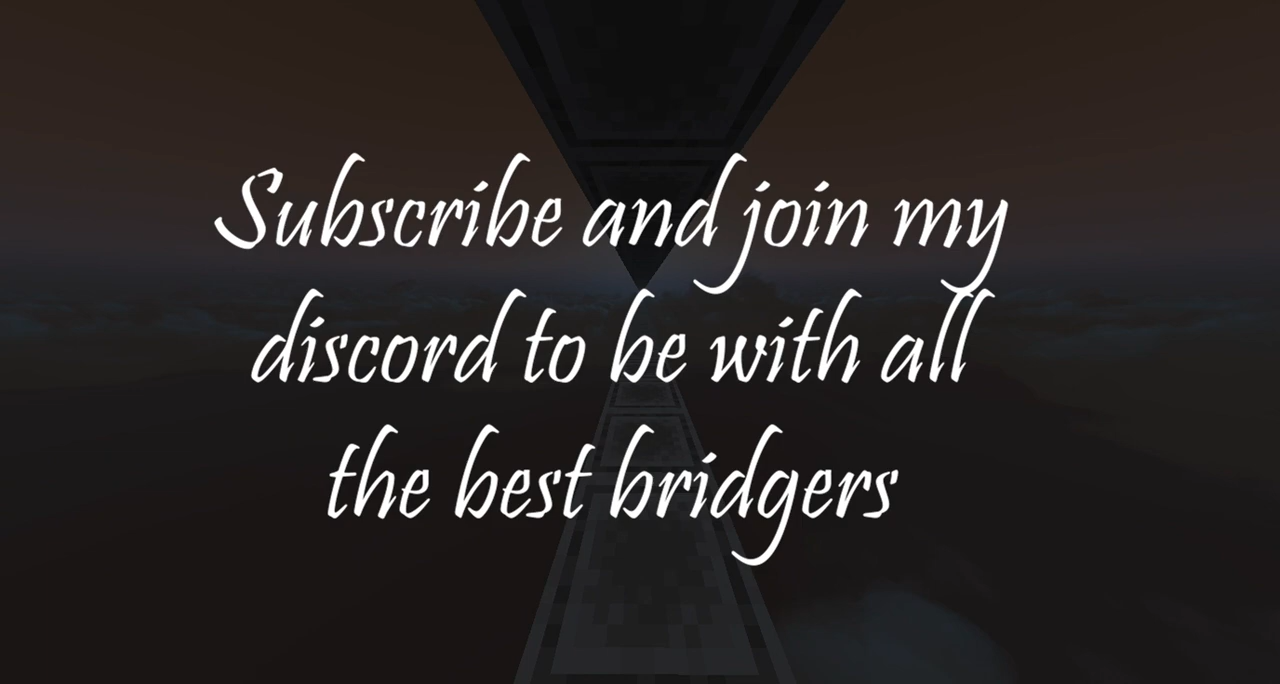 Subscribe and join my
discord to be with all
the best bridgers